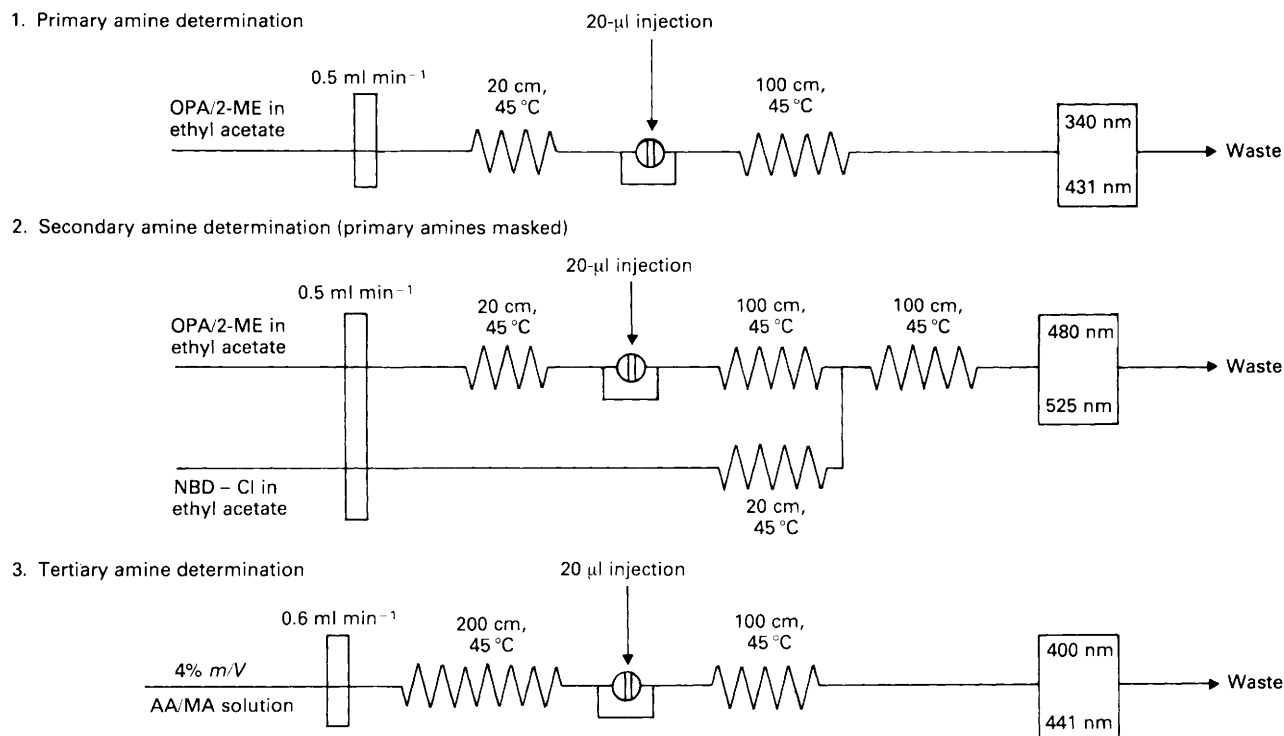 1. Primary amine determination
20-µl injection
0.5 ml min⁻¹
20 cm,
45 °C
100 cm,
45 °C
OPA/2-ME in
ethyl acetate
340 nm
431 nm
Waste
2. Secondary amine determination (primary amines masked)
20-µl injection
0.5 ml min⁻¹
20 cm,
45 °C
100 cm,
45 °C
100 cm,
45 °C
OPA/2-ME in
ethyl acetate
480 nm
525 nm
Waste
NBD – Cl in
ethyl acetate
20 cm,
45 °C
3. Tertiary amine determination
20 µl injection
0.6 ml min⁻¹
200 cm,
45 °C
100 cm,
45 °C
4% m/V
AA/MA solution
400 nm
441 nm
Waste